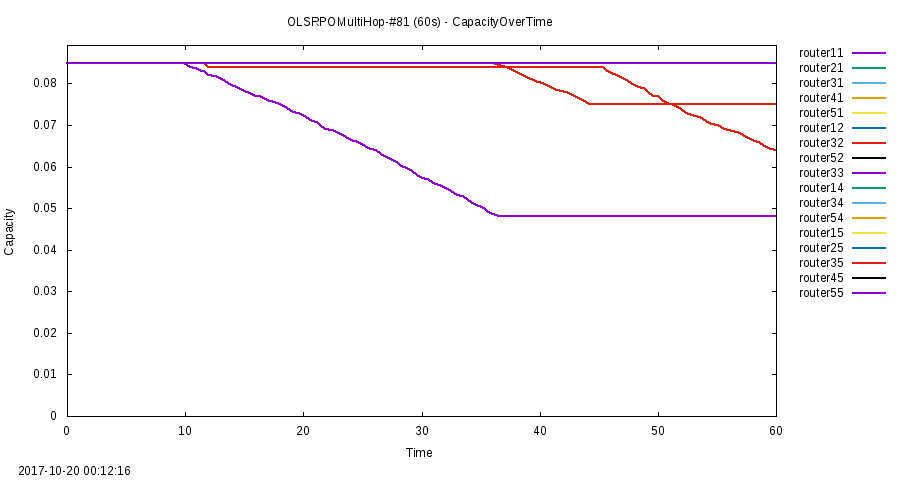 OLSRPOMultiHop-#81 (60s) - CapacityOverTime
router11
router21
router31
router41
router51
router12
router32
router52
router33
router14
router34
router54
router15
router25
router35
router45
router55
Capacity
0.08
0.07
0.06
0.05
0.04
0.03
0.02
0.01
0
0 10 20 30 40 50 60
Time
2017-10-20 00:12:16